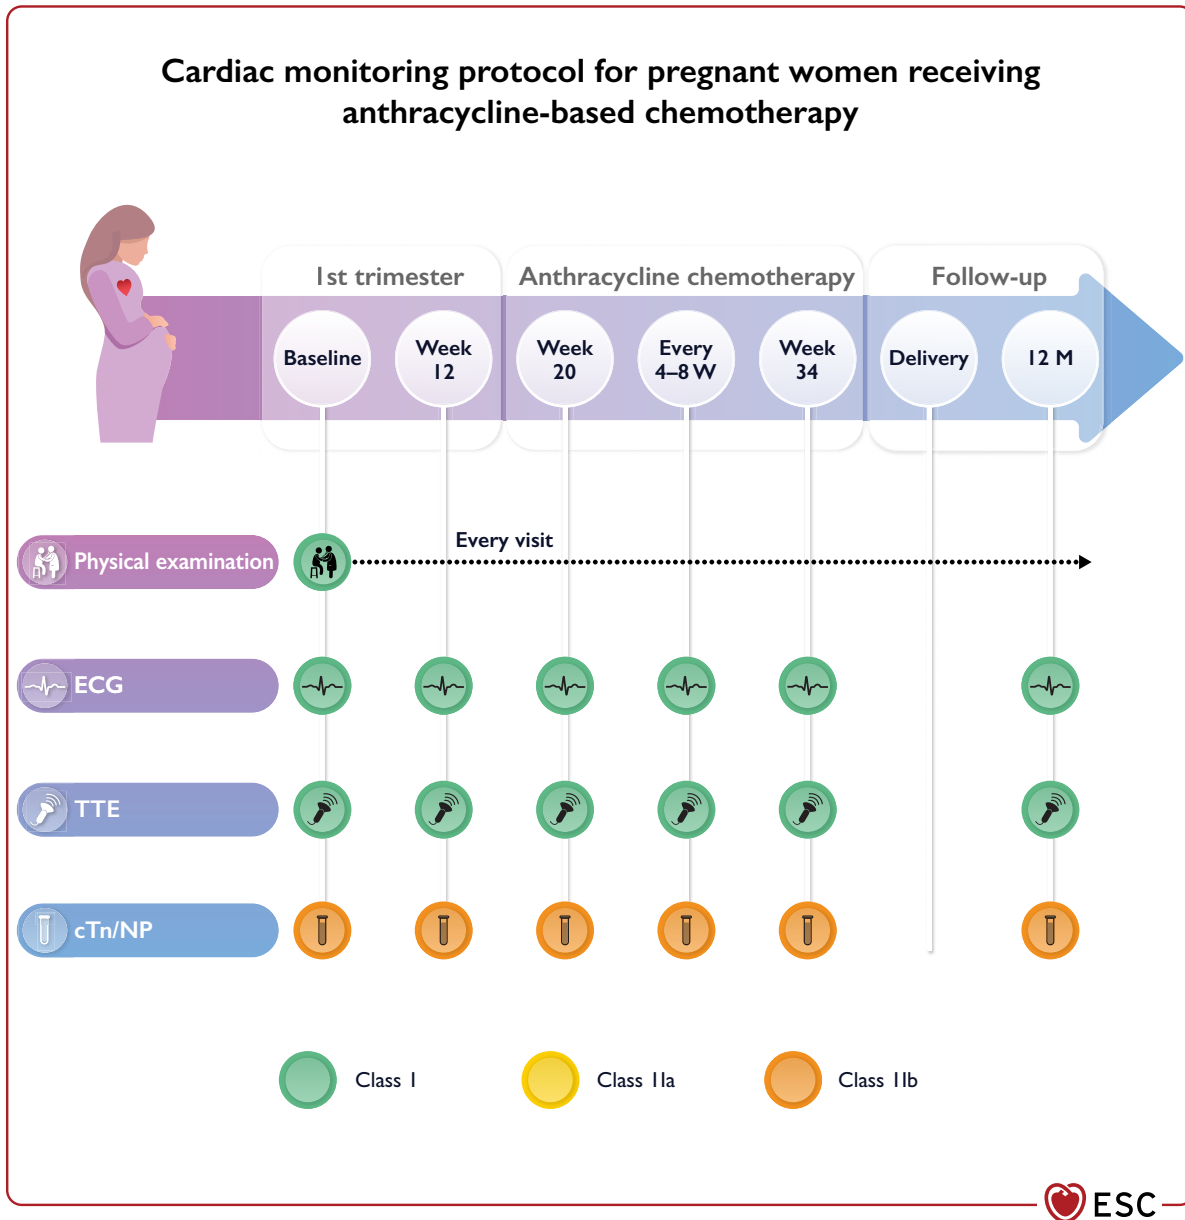 Cardiac monitoring protocol for pregnant women receiving
anthracycline-based chemotherapy
1st trimester
Anthracycline chemotherapy
Follow-up
Baseline
Week
12
Week
20
Every
4–8 W
Week
34
Delivery
12 M
Physical examination
Every visit
ECG
TTE
cTn/NP
Class I
Class IIa
Class IIb
ESC